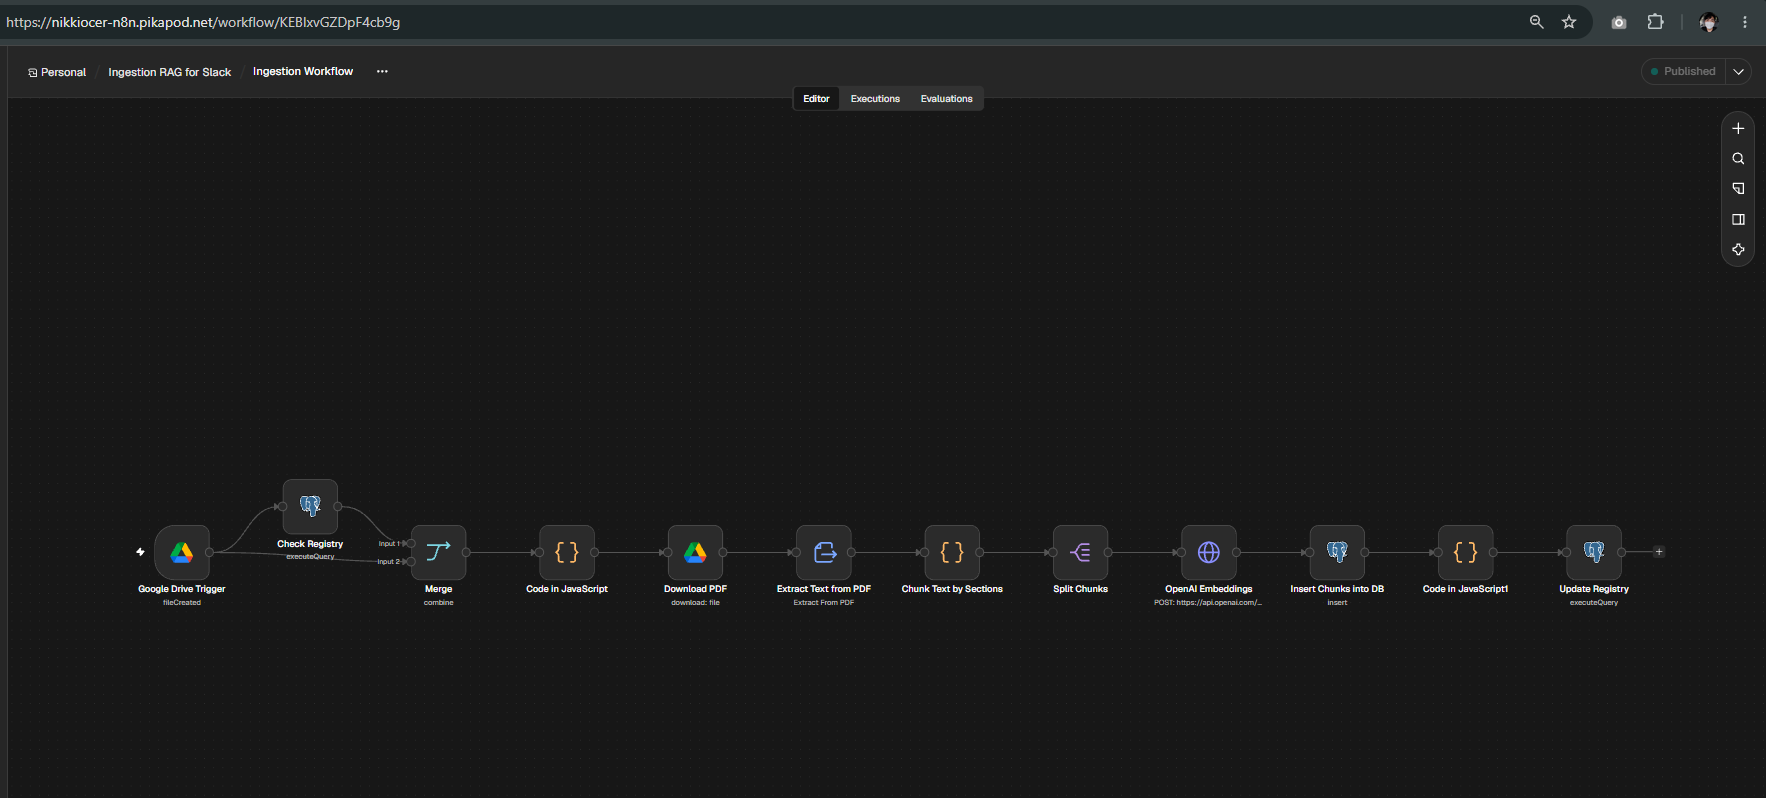 https://nikkiocer-n8n.pikapod.net/workflow/KEBIxvGZDpF4cb9g
Personal / Ingestion RAG for Slack / Ingestion Workflow ...
Published
Editor Executions Evaluations
Check Registry
executeQuery
Input 1
Input 2
Google Drive Trigger
fileCreated
Merge
combine
Code in JavaScript
Download PDF
download: file
Extract Text from PDF
Extract From PDF
Chunk Text by Sections
Split Chunks
OpenAI Embeddings
POST: https://api.openai.com/...
Insert Chunks into DB
insert
Code in JavaScript1
Update Registry
executeQuery